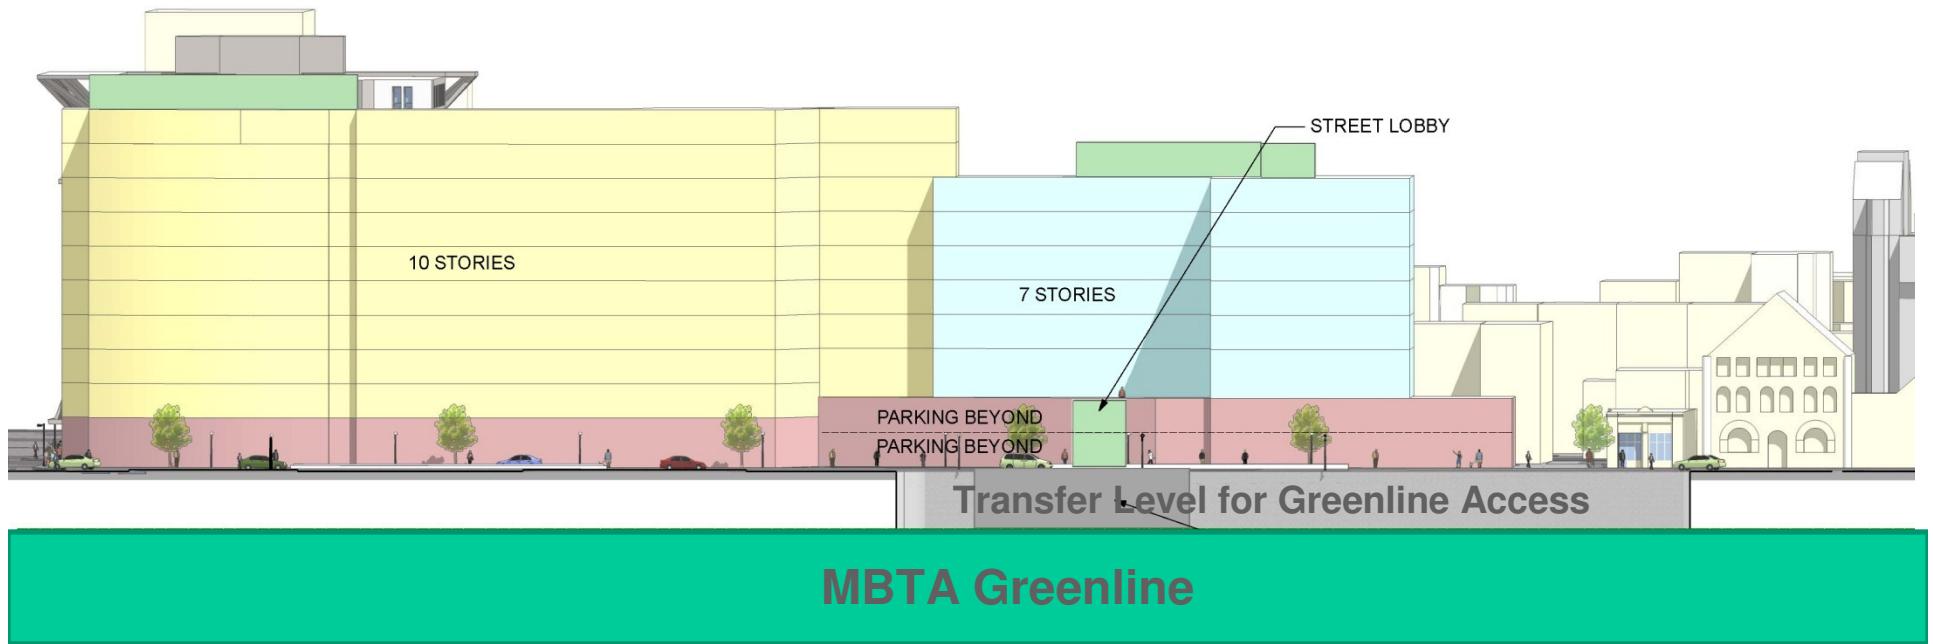 STREET LOBBY
10 STORIES
7 STORIES
PARKING BEYOND
PARKING BEYOND
Transfer Level for Greenline Access
MBTA Greenline